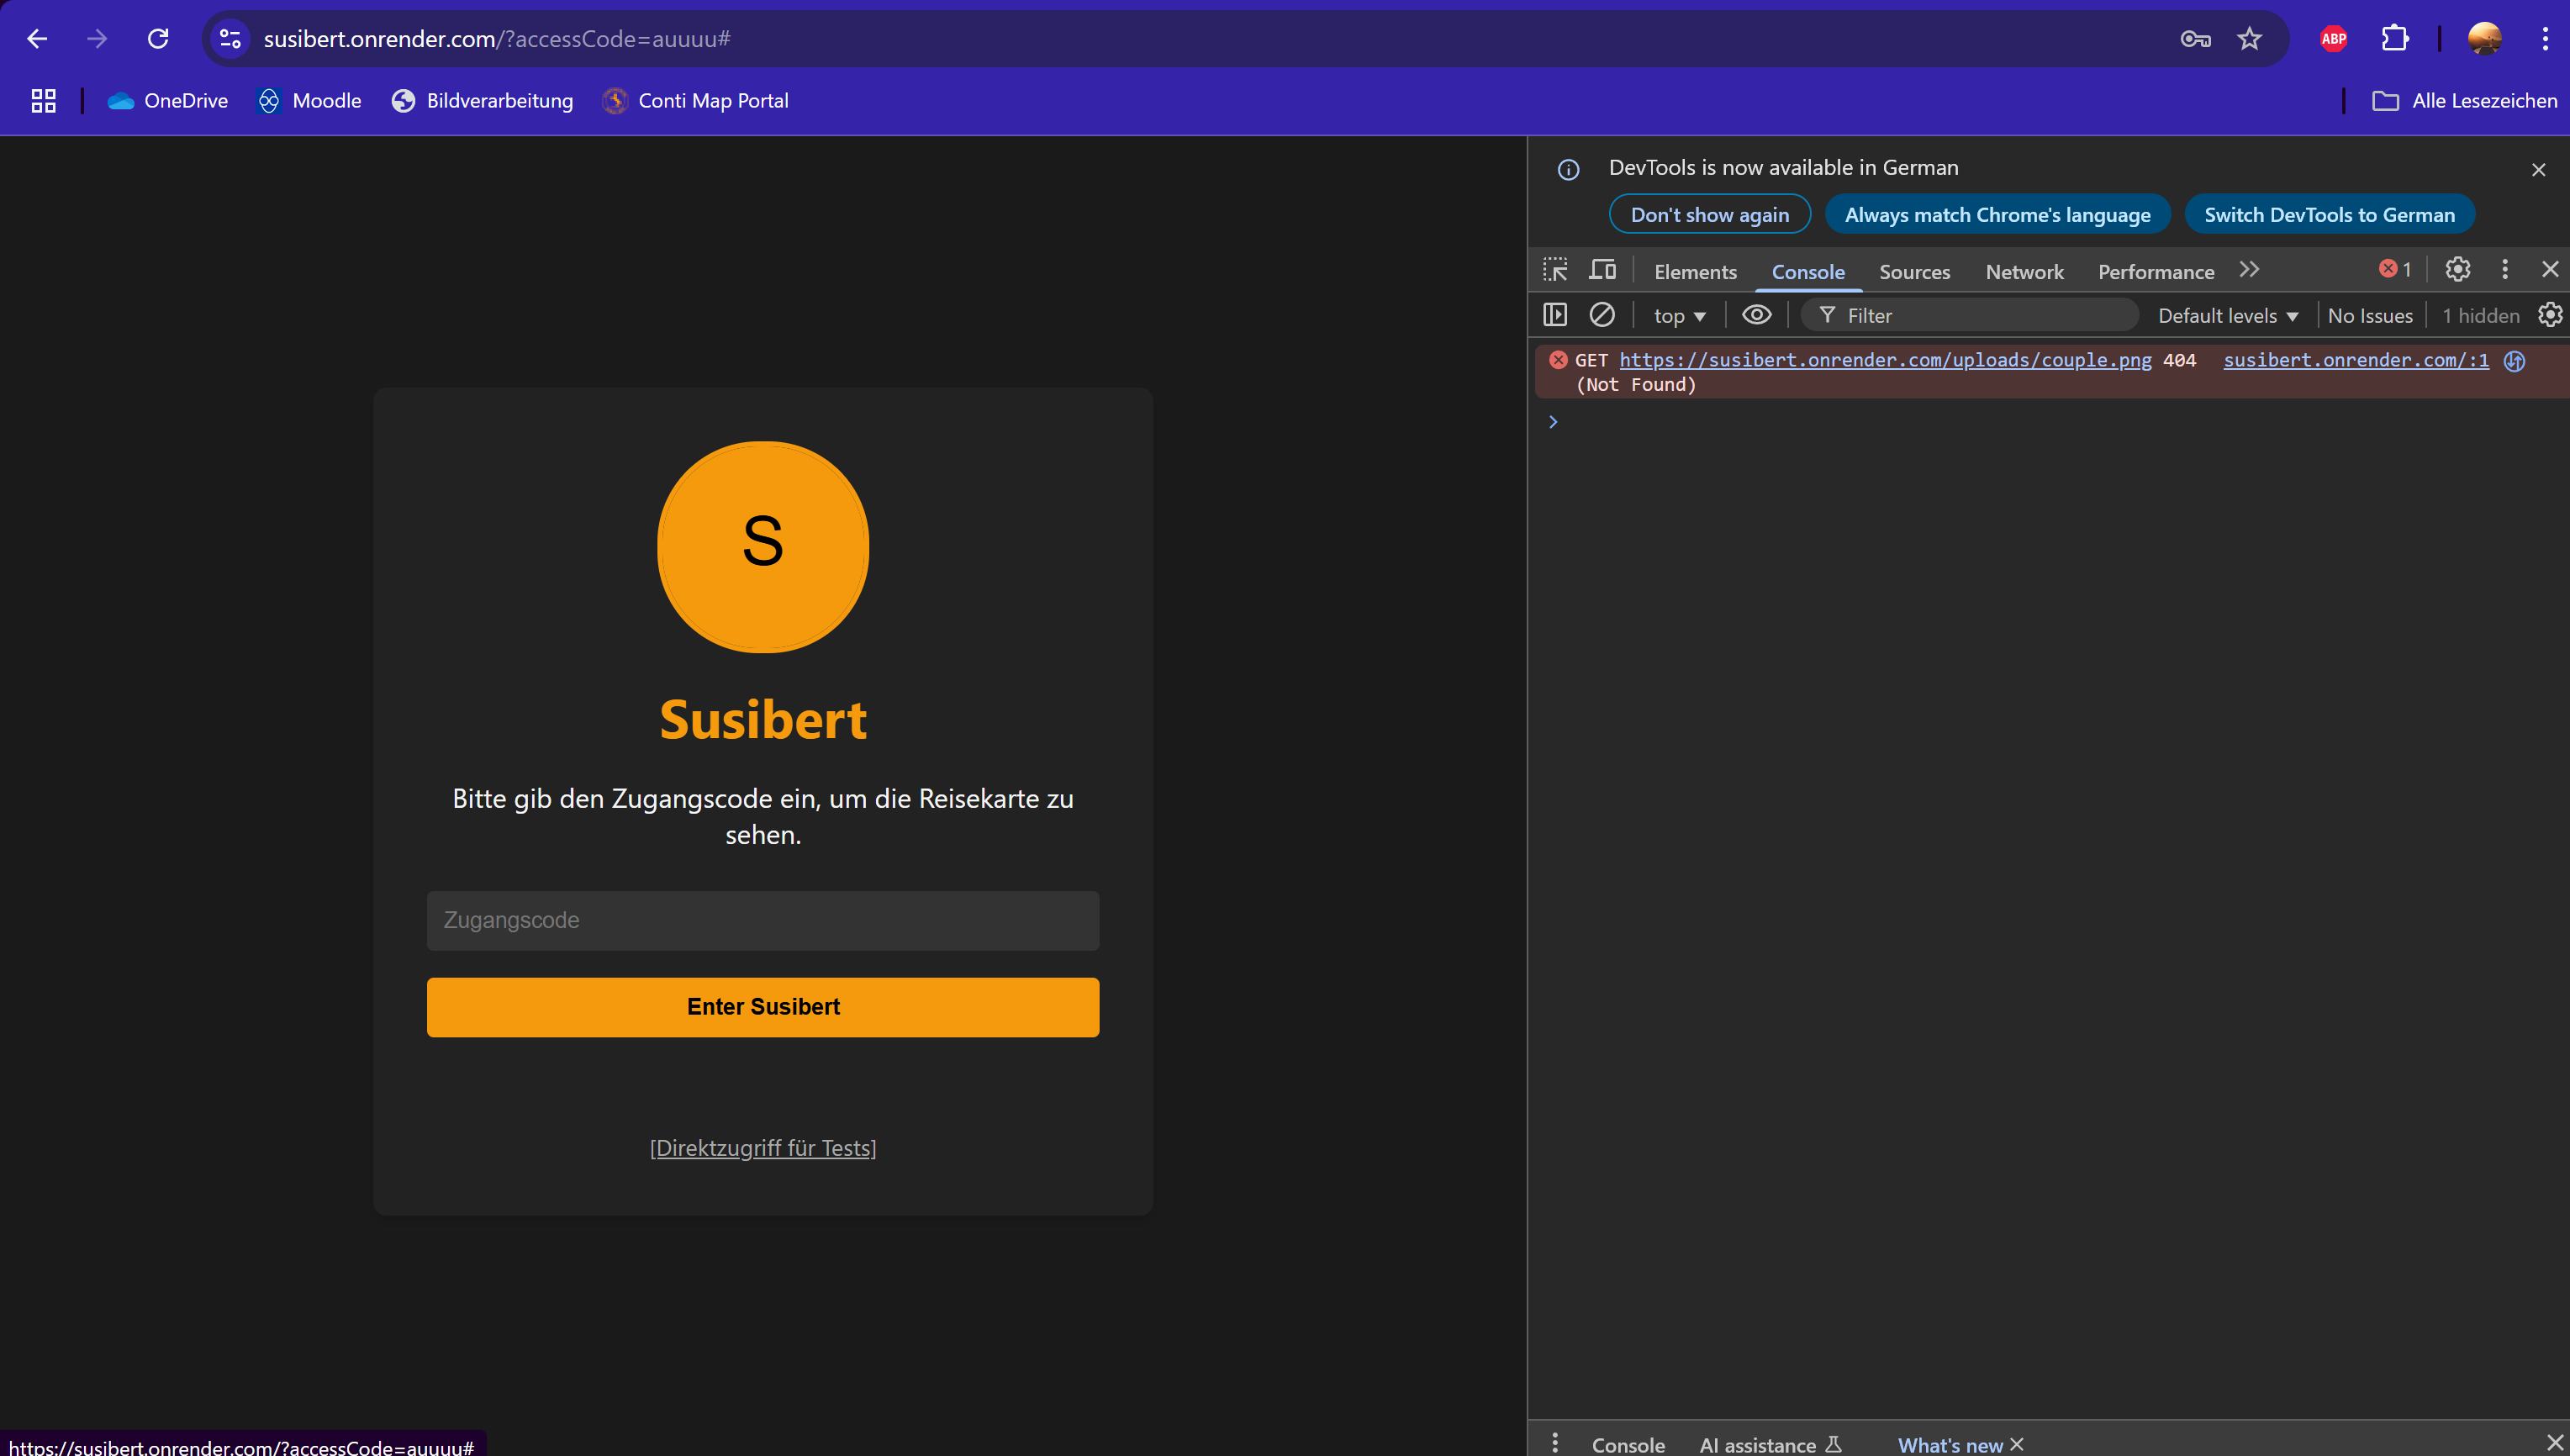 susibert.onrender.com/?accessCode=auuuu#
ABP
OneDrive
Moodle
Bildverarbeitung
Conti Map Portal
Alle Lesezeichen
S
Susibert
Bitte gib den Zugangscode ein, um die Reisekarte zu
sehen.
Zugangscode
Enter Susibert
[Direktzugriff für Tests]
https://susibert.onrender.com/?accessCode=auuuu#
DevTools is now available in German
Don't show again
Always match Chrome's language
Switch DevTools to German
Elements
Console
Sources
Network
Performance
1
top
Filter
Default levels
No Issues
1 hidden
GET https://susibert.onrender.com/uploads/couple.png 404 susibert.onrender.com/:1
(Not Found)
Console
AI assistance
What's new